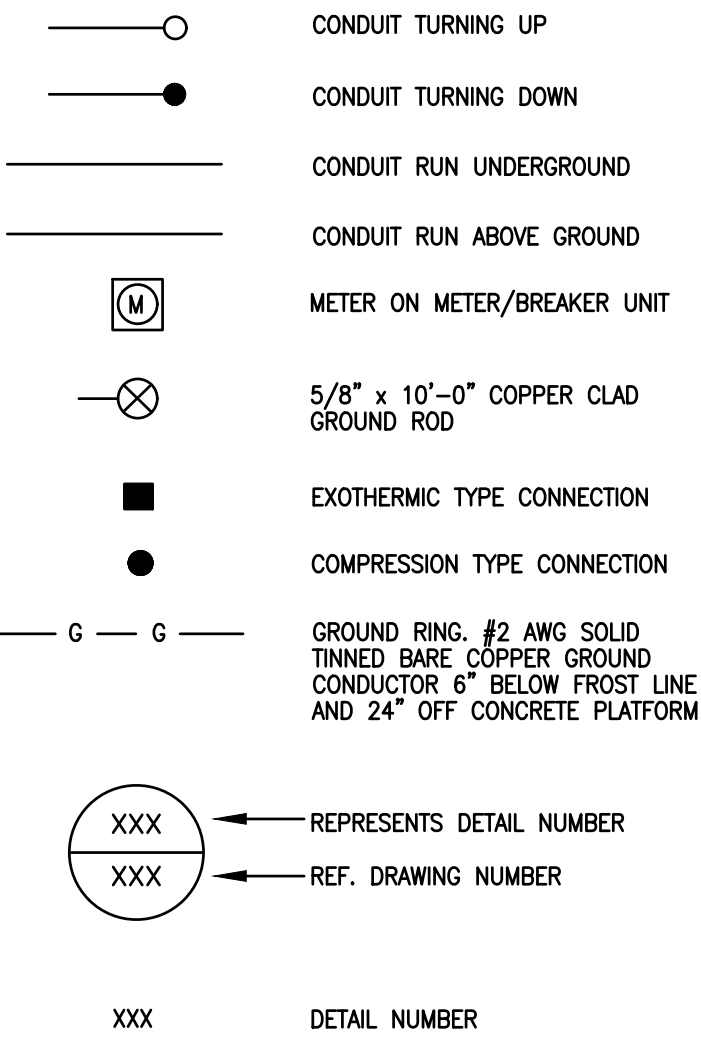 CONDUIT TURNING UP
CONDUIT TURNING DOWN
CONDUIT RUN UNDERGROUND
CONDUIT RUN ABOVE GROUND
M METER ON METER/BREAKER UNIT
5/8" x 10'-0" COPPER CLAD
GROUND ROD
EXOTHERMIC TYPE CONNECTION
COMPRESSION TYPE CONNECTION
G G GROUND RING. #2 AWG SOLID
TINNED BARE COPPER GROUND
CONDUCTOR 6" BELOW FROST LINE
AND 24" OFF CONCRETE PLATFORM
XXX REPRESENTS DETAIL NUMBER
XXX REF. DRAWING NUMBER
XXX DETAIL NUMBER